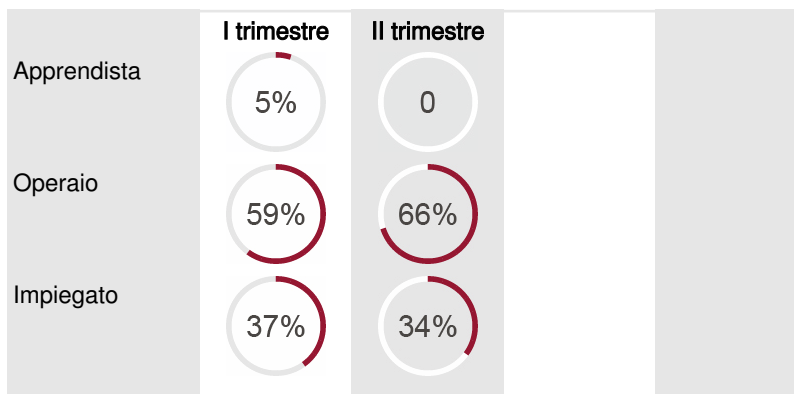 I trimestre II trimestre
Apprendista 5% 0
Operaio 59% 66%
Impiegato 37% 34%